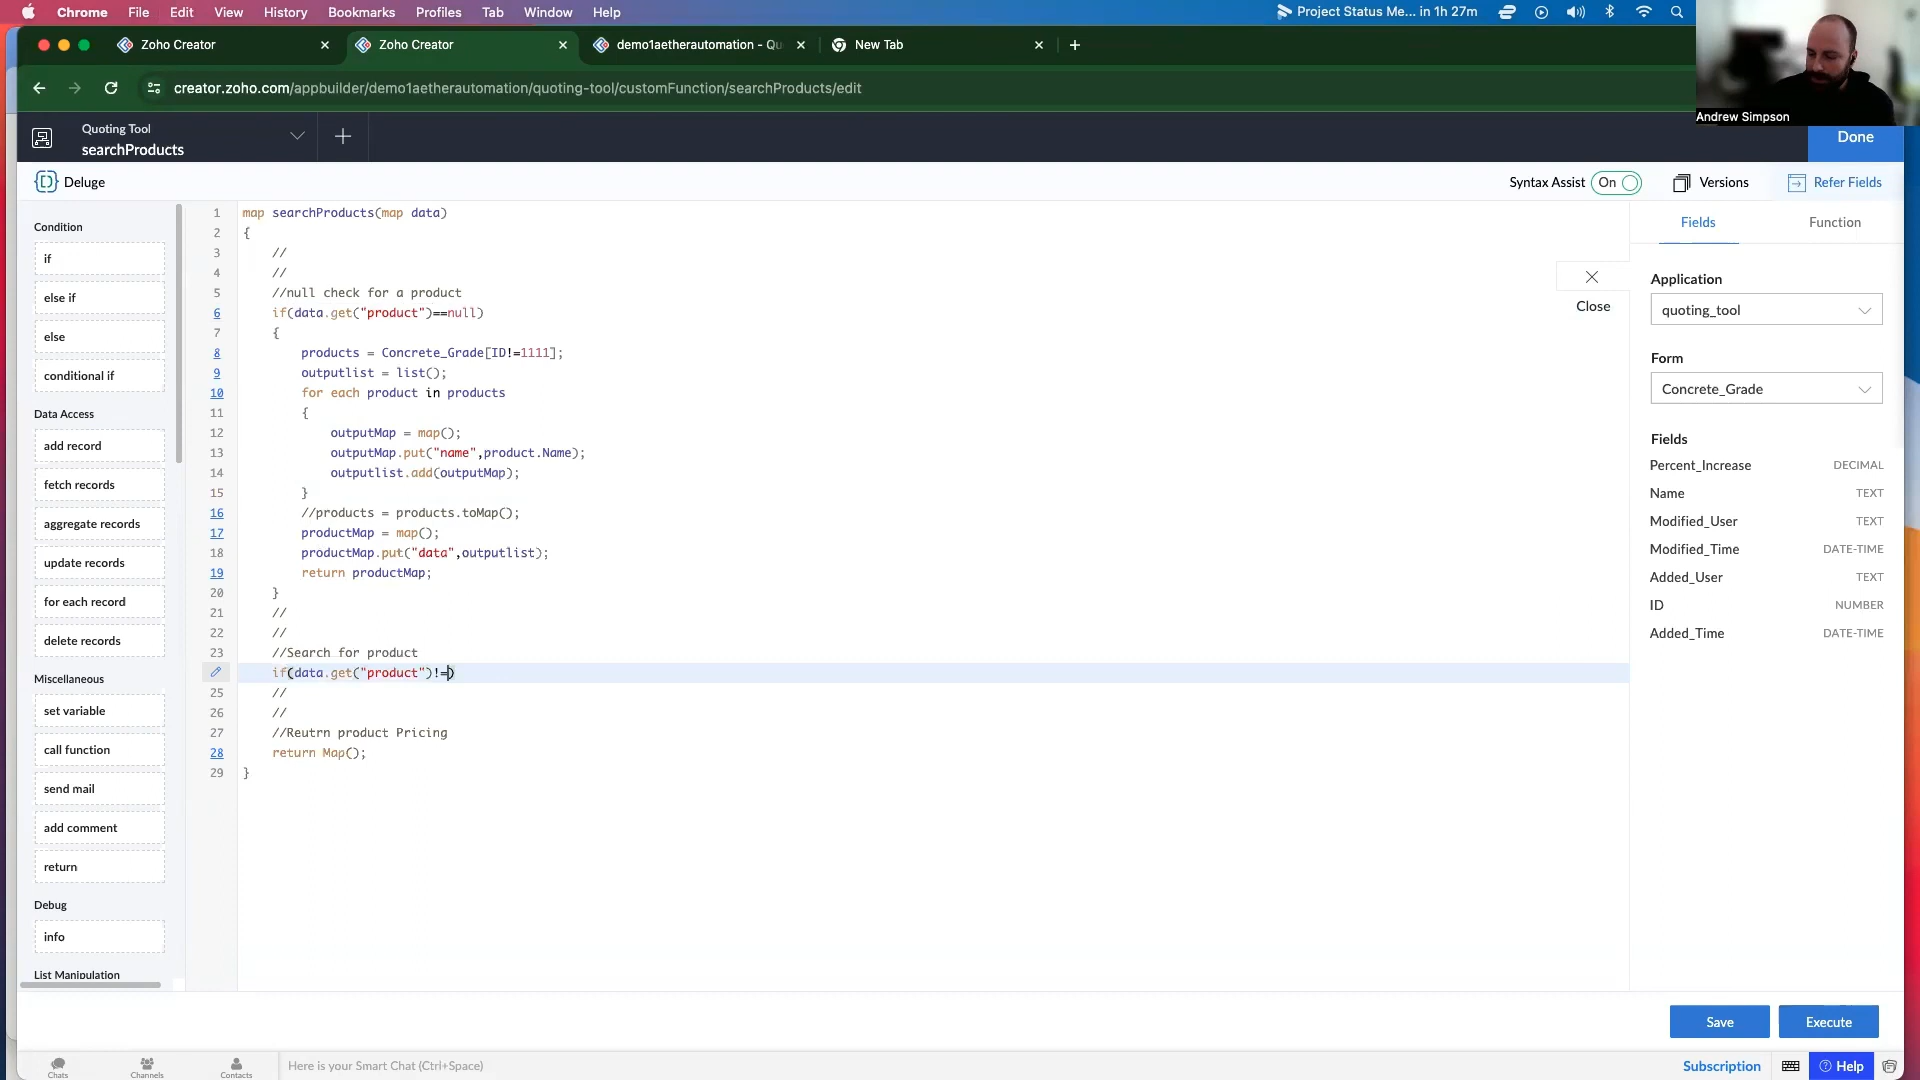 Chrome File Edit View History Bookmarks Profiles Tab Window Help
Project Status Me... in 1h 27m
Zoho Creator
Zoho Creator
demo1aetherautomation - Qu
New Tab
creator.zoho.com/appbuilder/demo1aetherautomation/quoting-tool/customFunction/searchProducts/edit
Andrew Simpson
Quoting Tool
searchProducts
Done
Deluge
Syntax Assist On
Versions
Refer Fields
Condition
if
else if
else
conditional if
Data Access
add record
fetch records
aggregate records
update records
for each record
delete records
Miscellaneous
set variable
call function
send mail
add comment
return
Debug
info
List Manipulation
1 map searchProducts(map data)
2 {
3 //
4 //
5 //null check for a product
6 if(data.get("product")==null)
7 {
8 products = Concrete_Grade[ID!=1111];
9 outputlist = list();
10 for each product in products
11 {
12 outputMap = map();
13 outputMap.put("name",product.Name);
14 outputlist.add(outputMap);
15 }
16 //products = products.toMap();
17 productMap = map();
18 productMap.put("data",outputlist);
19 return productMap;
20 }
21 //
22 //
23 //Search for product
if(data.get("product")!=)
25 //
26 //
27 //Reutrn product Pricing
28 return Map();
29 }
Close
Fields
Function
Application
quoting_tool
Form
Concrete_Grade
Fields
Percent_Increase DECIMAL
Name TEXT
Modified_User TEXT
Modified_Time DATE-TIME
Added_User TEXT
ID NUMBER
Added_Time DATE-TIME
Save
Execute
Chats
Channels
Contacts
Here is your Smart Chat (Ctrl+Space)
Subscription
Help